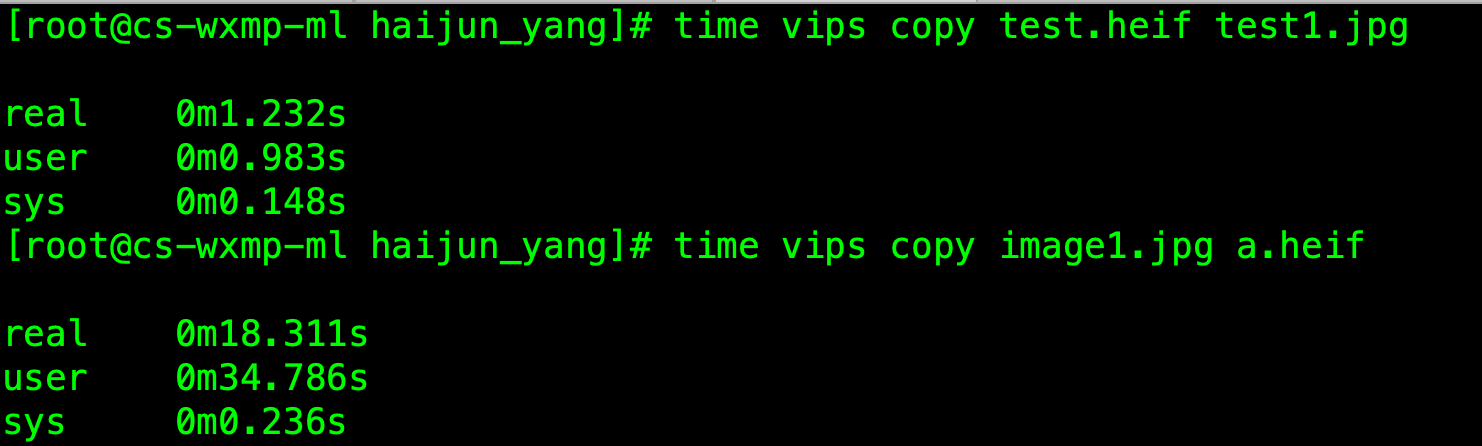 [root@cs-wxmp-ml haijun_yang]# time vips copy test.heif test1.jpg
real 0m1.232s
user 0m0.983s
sys 0m0.148s
[root@cs-wxmp-ml haijun_yang]# time vips copy image1.jpg a.heif
real 0m18.311s
user 0m34.786s
sys 0m0.236s